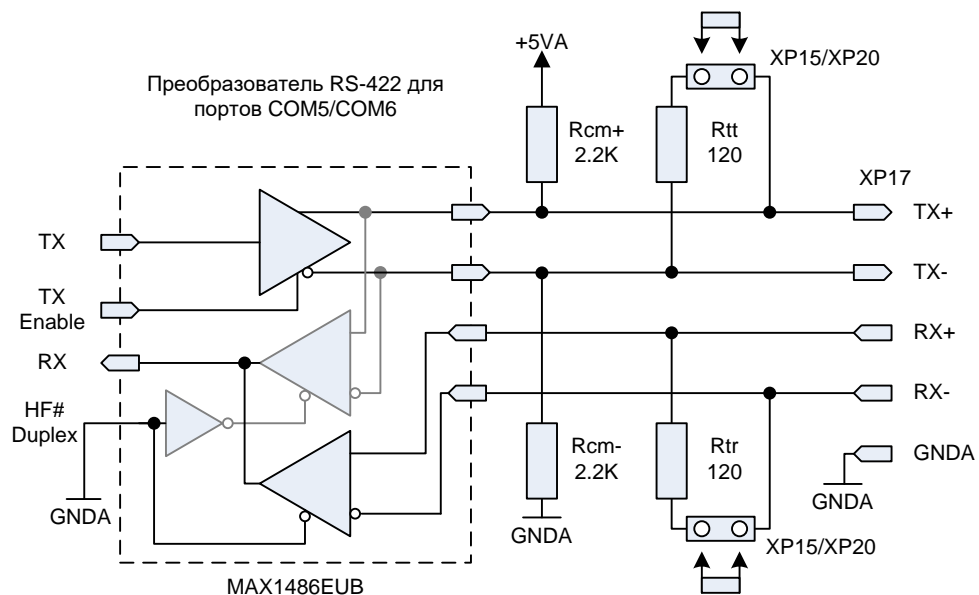 +5VA
XP15/XP20
Преобразователь RS-422 для
портов COM5/COM6
Rcm+
2.2K
Rtt
120
XP17
TX
TX+
TX-
TX
Enable
RX
RX+
RX-
HF#
Duplex
GNDA
Rcm-
2.2K
GNDA
Rtr
120
GNDA
GNDA
XP15/XP20
MAX1486EUB